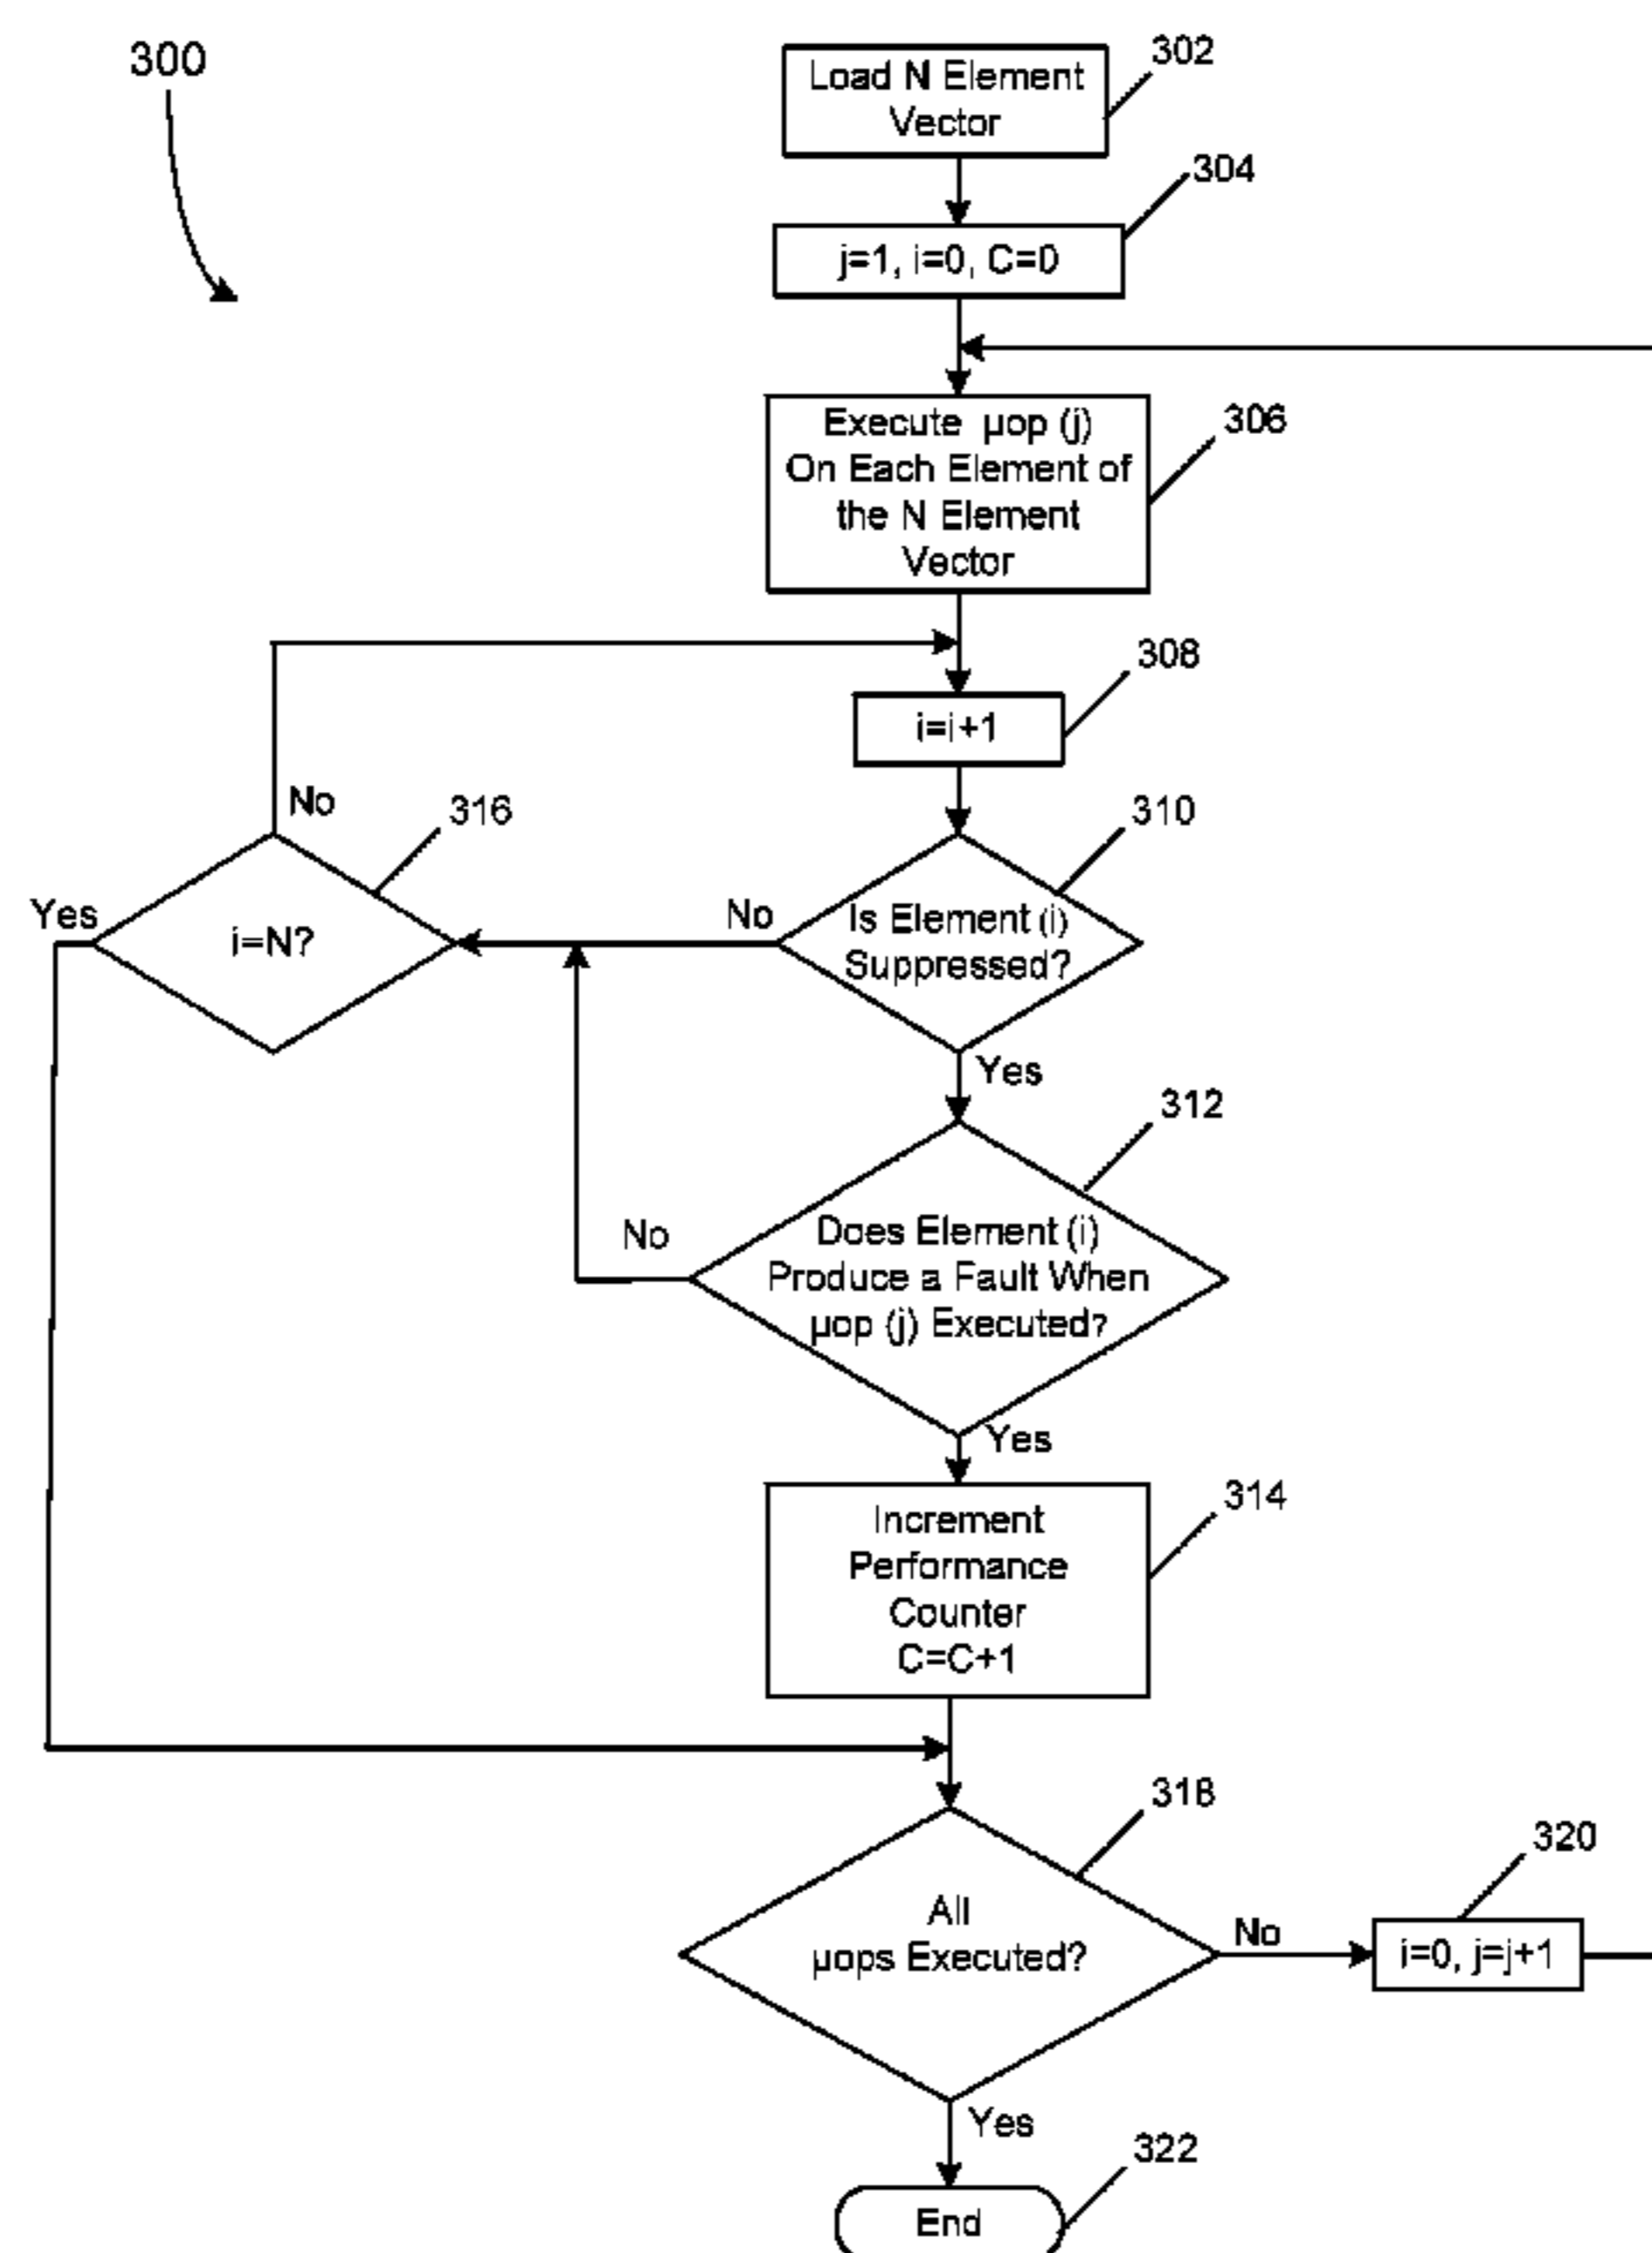 300
302
Load N Element
Vector
304
j=1, i=0, C=0
Execute µop (j)
On Each Element of
the N Element
Vector
306
308
i=i+1
No
316
310
Yes
i=N?
No
Is Element (i)
Suppressed?
Yes
312
No
Does Element (i)
Produce a Fault When
µop (j) Executed?
Yes
314
Increment
Performance
Counter
C=C+1
318
320
All
µops Executed?
No
i=0, j=j+1
Yes
322
End